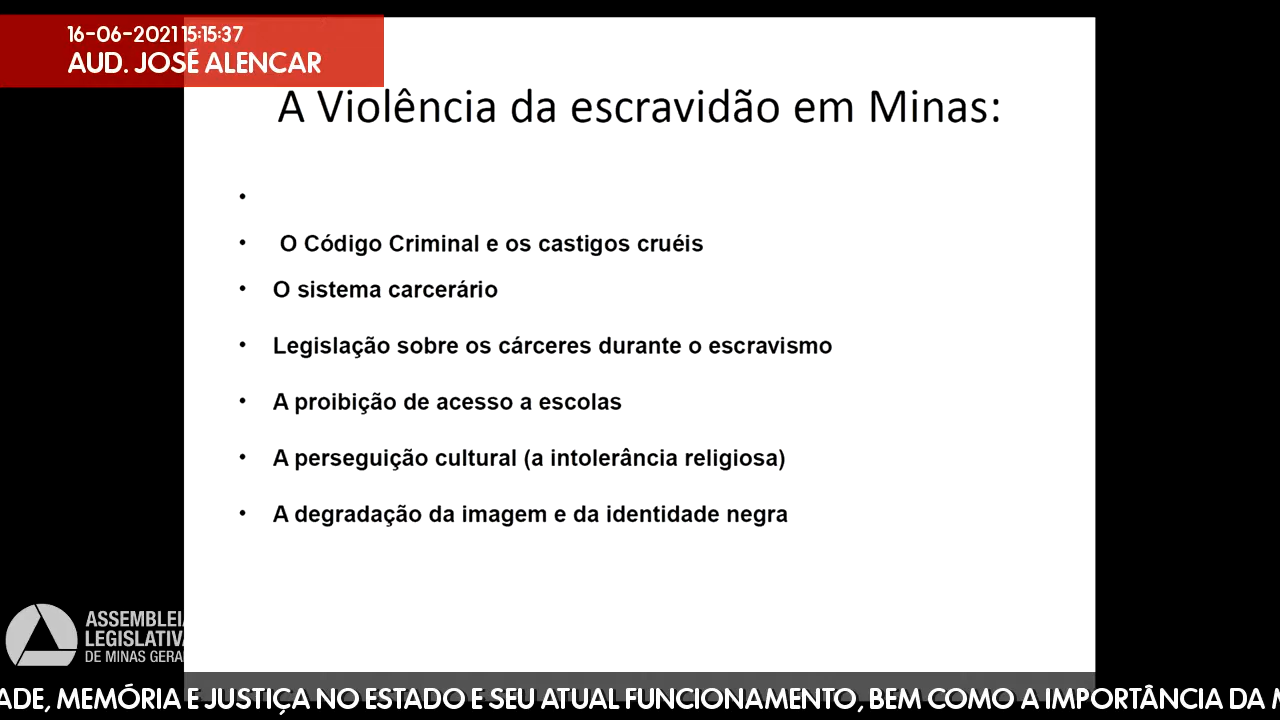 16-06-2021 15:15:37
AUD. JOSÉ ALENCAR
A Violência da escravidão em Minas:
•
• O Código Criminal e os castigos cruéis
• O sistema carcerário
• Legislação sobre os cárceres durante o escravismo
• A proibição de acesso a escolas
• A perseguição cultural (a intolerância religiosa)
• A degradação da imagem e da identidade negra
ASSEMBLEIA
LEGISLATIVA
DE MINAS GERAI
ADE, MEMÓRIA E JUSTIÇA NO ESTADO E SEU ATUAL FUNCIONAMENTO, BEM COMO A IMPORTÂNCIA DA M